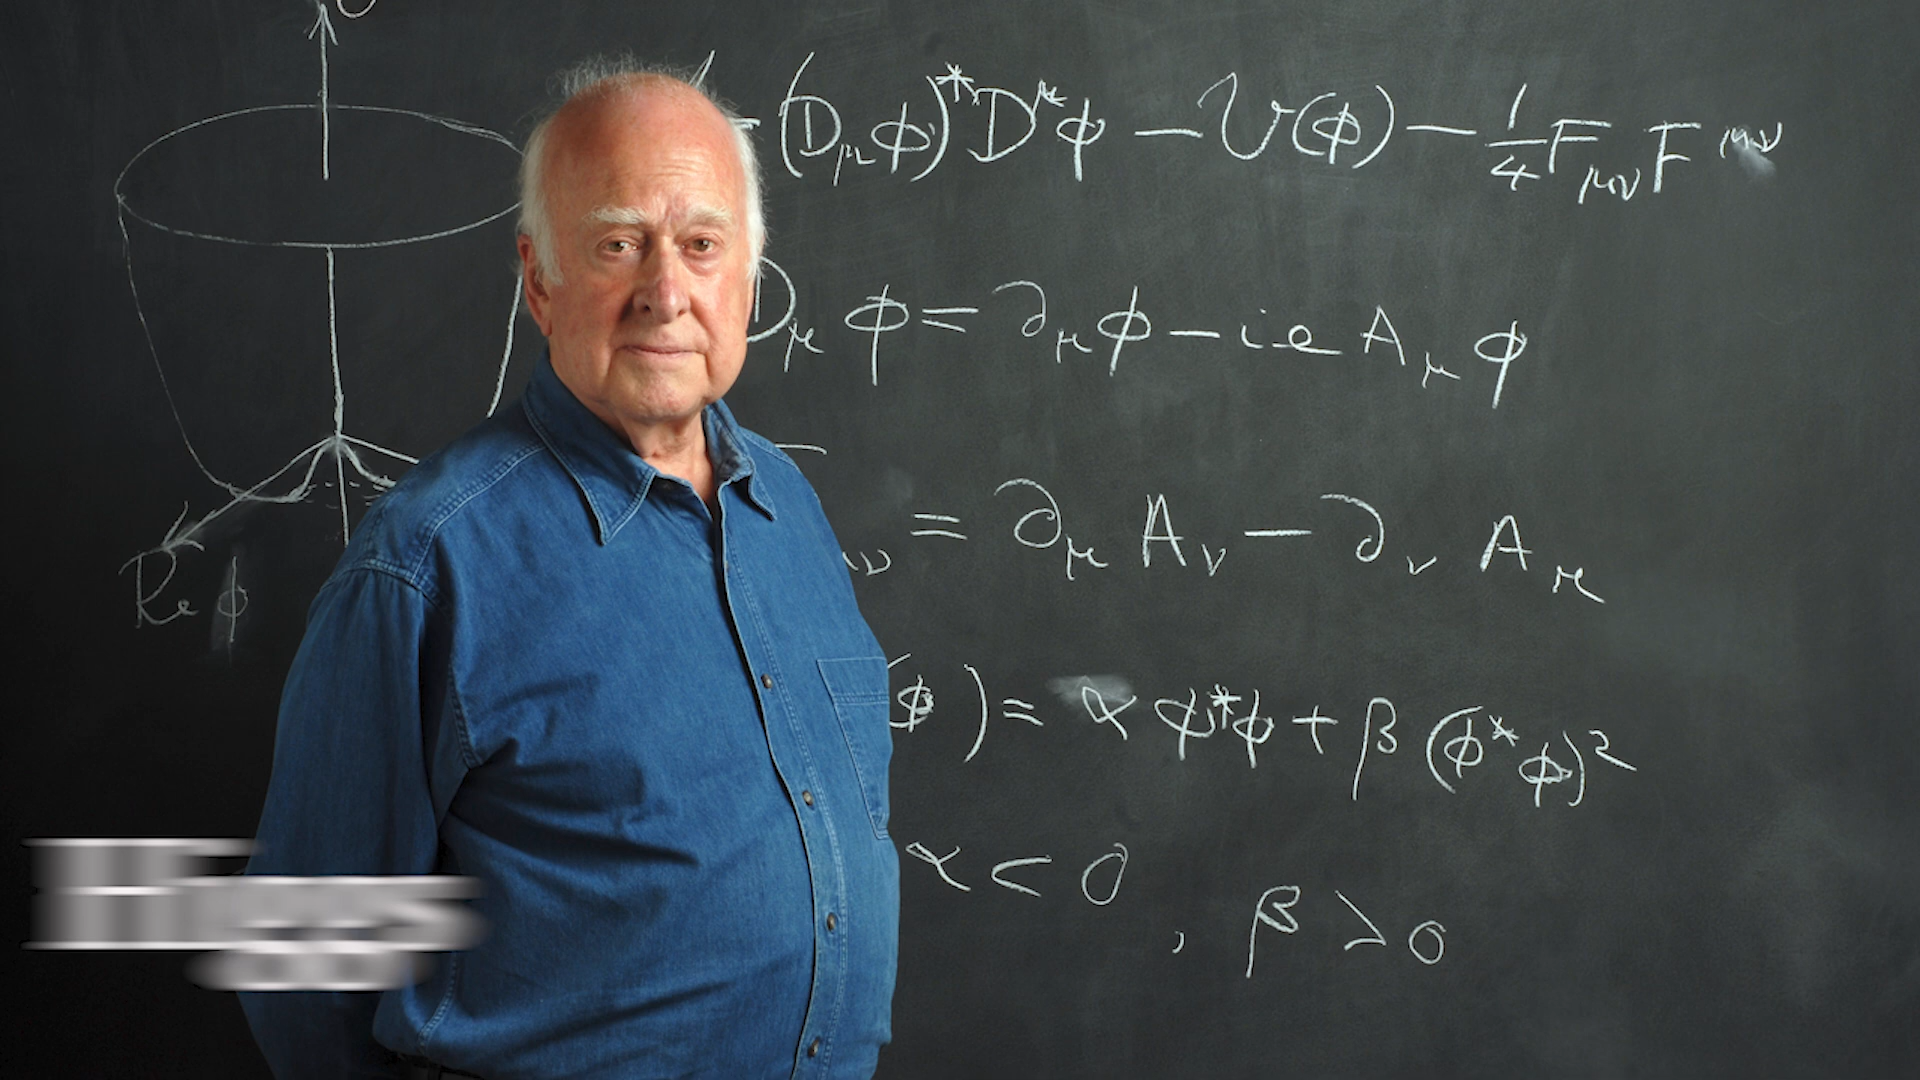 (D_μ φ)* D^μ φ − U(φ) − 1/4 F_μν F^μν
D_μ φ = ∂_μ φ − ie A_μ φ
ν = ∂_μ A_ν − ∂_ν A_μ
(φ) = α φ*φ + β (φ*φ)²
α < 0 , β > 0
Re φ